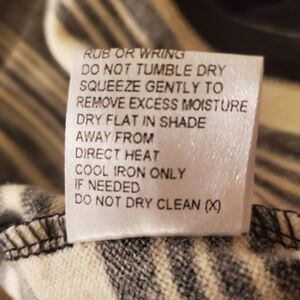 RUB OR WRING
DO NOT TUMBLE DRY
SQUEEZE GENTLY TO
REMOVE EXCESS MOISTURE
DRY FLAT IN SHADE
AWAY FROM
DIRECT HEAT
COOL IRON ONLY
IF NEEDED
DO NOT DRY CLEAN (X)